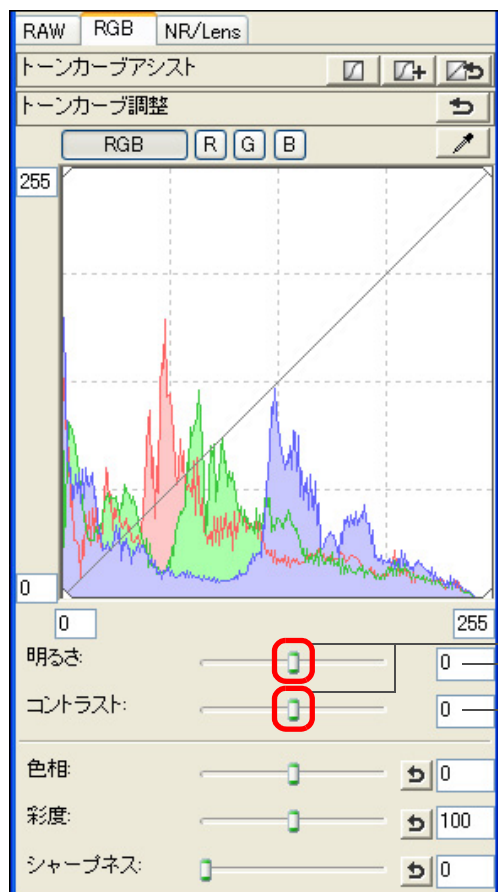 RAW RGB NR/Lens
トーンカーブアシスト
トーンカーブ調整
RGB R G B
255
0
0 255
明るさ: 0
コントラスト: 0
色相: 0
彩度: 100
シャープネス: 0